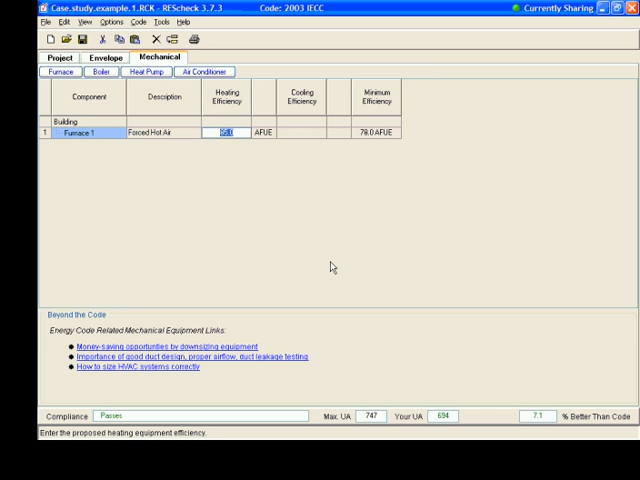 Case.study.example.1.RCK - REScheck 3.7.3 Code: 2003 IECC Currently Sharing
File Edit View Options Code Tools Help
Project Envelope Mechanical
Furnace Boiler Heat Pump Air Conditioner
Component Description Heating Efficiency Cooling Efficiency Minimum Efficiency
Building
1 Furnace 1 Forced Hot Air 95.0 AFUE 78.0 AFUE
Beyond the Code
Energy Code Related Mechanical Equipment Links:
Money-saving opportunities by downsizing equipment
Importance of good duct design, proper airflow, duct leakage testing
How to size HVAC systems correctly
Compliance Passes Max. UA 747 Your UA 694 7.1 % Better Than Code
Enter the proposed heating equipment efficiency.